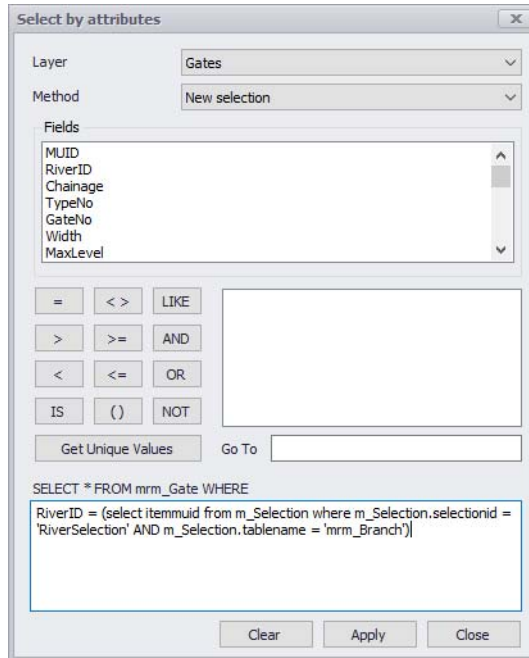 Select by attributes
x
Layer
Gates
Method
New selection
Fields
MUID
RiverID
Chainage
TypeNo
GateNo
Width
MaxLevel
= < > LIKE
> >= AND
< <= OR
IS () NOT
Get Unique Values
Go To
SELECT * FROM mrm_Gate WHERE
RiverID = (select itemmuid from m_Selection where m_Selection.selectionid =
'RiverSelection' AND m_Selection.tablename = 'mrm_Branch')
Clear Apply Close